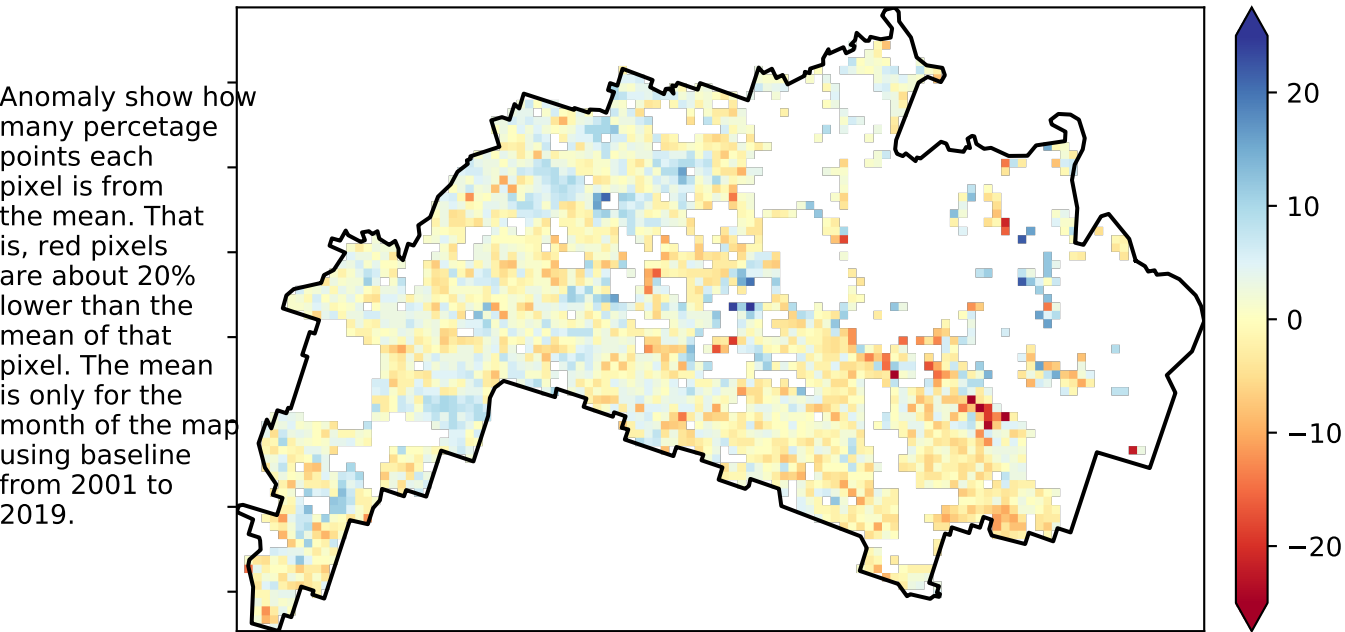 Anomaly show how
many percetage
points each
pixel is from
the mean. That
is, red pixels
are about 20%
lower than the
mean of that
pixel. The mean
is only for the
month of the map
using baseline
from 2001 to
2019.
20
10
0
−10
−20